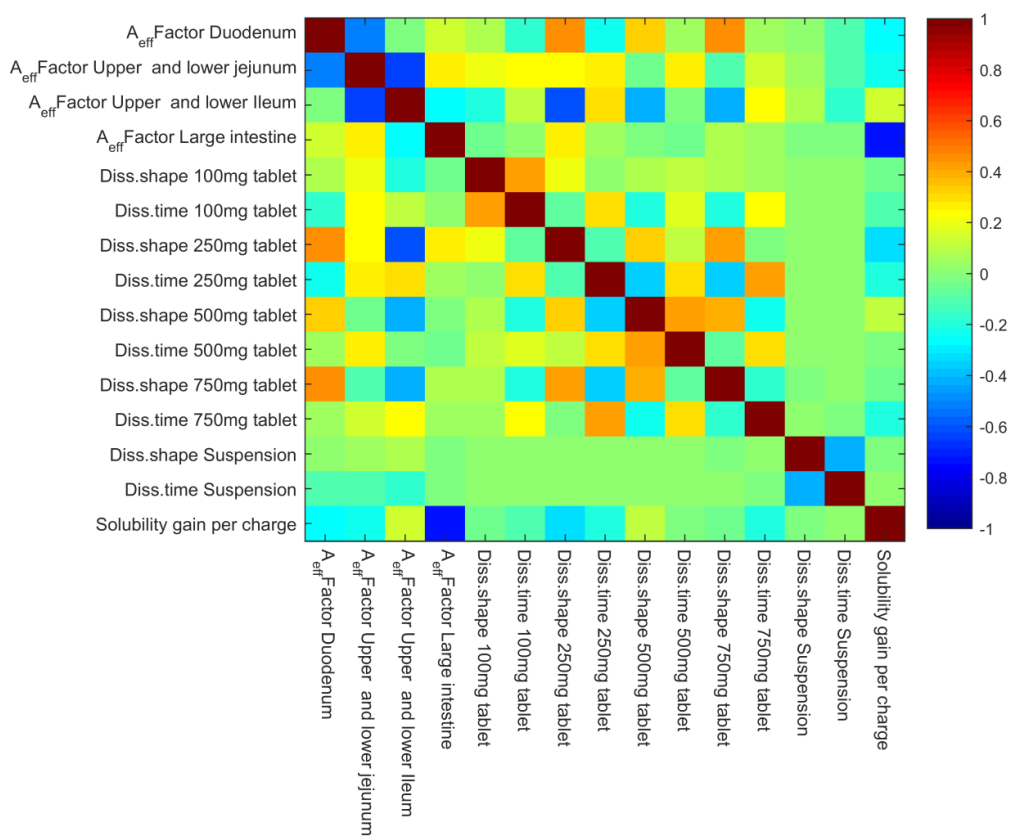 A_eff Factor Duodenum
A_eff Factor Upper and lower jejunum
A_eff Factor Upper and lower Ileum
A_eff Factor Large intestine
Diss.shape 100mg tablet
Diss.time 100mg tablet
Diss.shape 250mg tablet
Diss.time 250mg tablet
Diss.shape 500mg tablet
Diss.time 500mg tablet
Diss.shape 750mg tablet
Diss.time 750mg tablet
Diss.shape Suspension
Diss.time Suspension
Solubility gain per charge
A_eff Factor Duodenum
A_eff Factor Upper and lower jejunum
A_eff Factor Upper and lower Ileum
A_eff Factor Large intestine
Diss.shape 100mg tablet
Diss.time 100mg tablet
Diss.shape 250mg tablet
Diss.time 250mg tablet
Diss.shape 500mg tablet
Diss.time 500mg tablet
Diss.shape 750mg tablet
Diss.time 750mg tablet
Diss.shape Suspension
Diss.time Suspension
Solubility gain per charge
1
0.8
0.6
0.4
0.2
0
-0.2
-0.4
-0.6
-0.8
-1